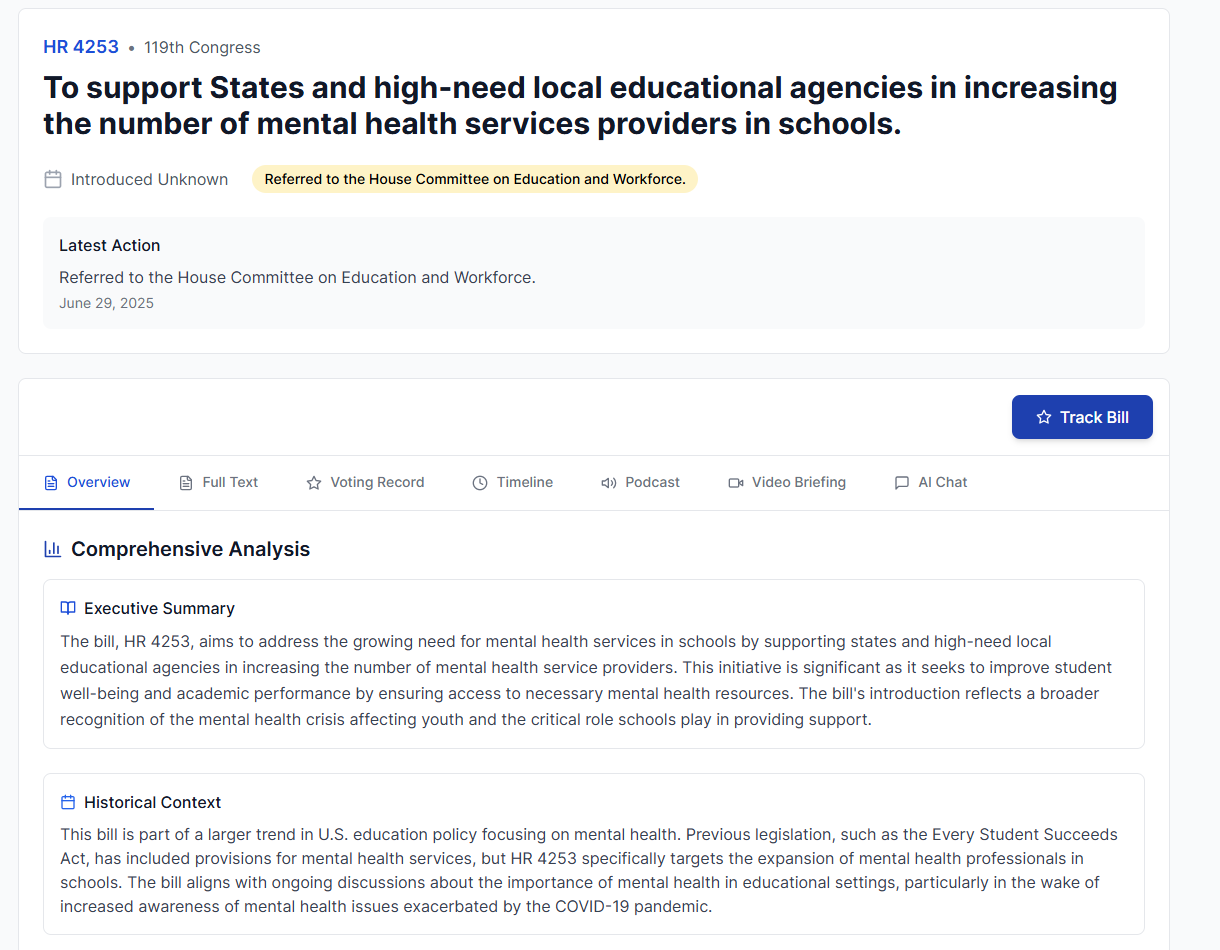 HR 4253 • 119th Congress
To support States and high-need local educational agencies in increasing
the number of mental health services providers in schools.
Introduced Unknown
Referred to the House Committee on Education and Workforce.
Latest Action
Referred to the House Committee on Education and Workforce.
June 29, 2025
Track Bill
Overview
Full Text
Voting Record
Timeline
Podcast
Video Briefing
AI Chat
Comprehensive Analysis
Executive Summary
The bill, HR 4253, aims to address the growing need for mental health services in schools by supporting states and high-need local
educational agencies in increasing the number of mental health service providers. This initiative is significant as it seeks to improve student
well-being and academic performance by ensuring access to necessary mental health resources. The bill's introduction reflects a broader
recognition of the mental health crisis affecting youth and the critical role schools play in providing support.
Historical Context
This bill is part of a larger trend in U.S. education policy focusing on mental health. Previous legislation, such as the Every Student Succeeds
Act, has included provisions for mental health services, but HR 4253 specifically targets the expansion of mental health professionals in
schools. The bill aligns with ongoing discussions about the importance of mental health in educational settings, particularly in the wake of
increased awareness of mental health issues exacerbated by the COVID-19 pandemic.